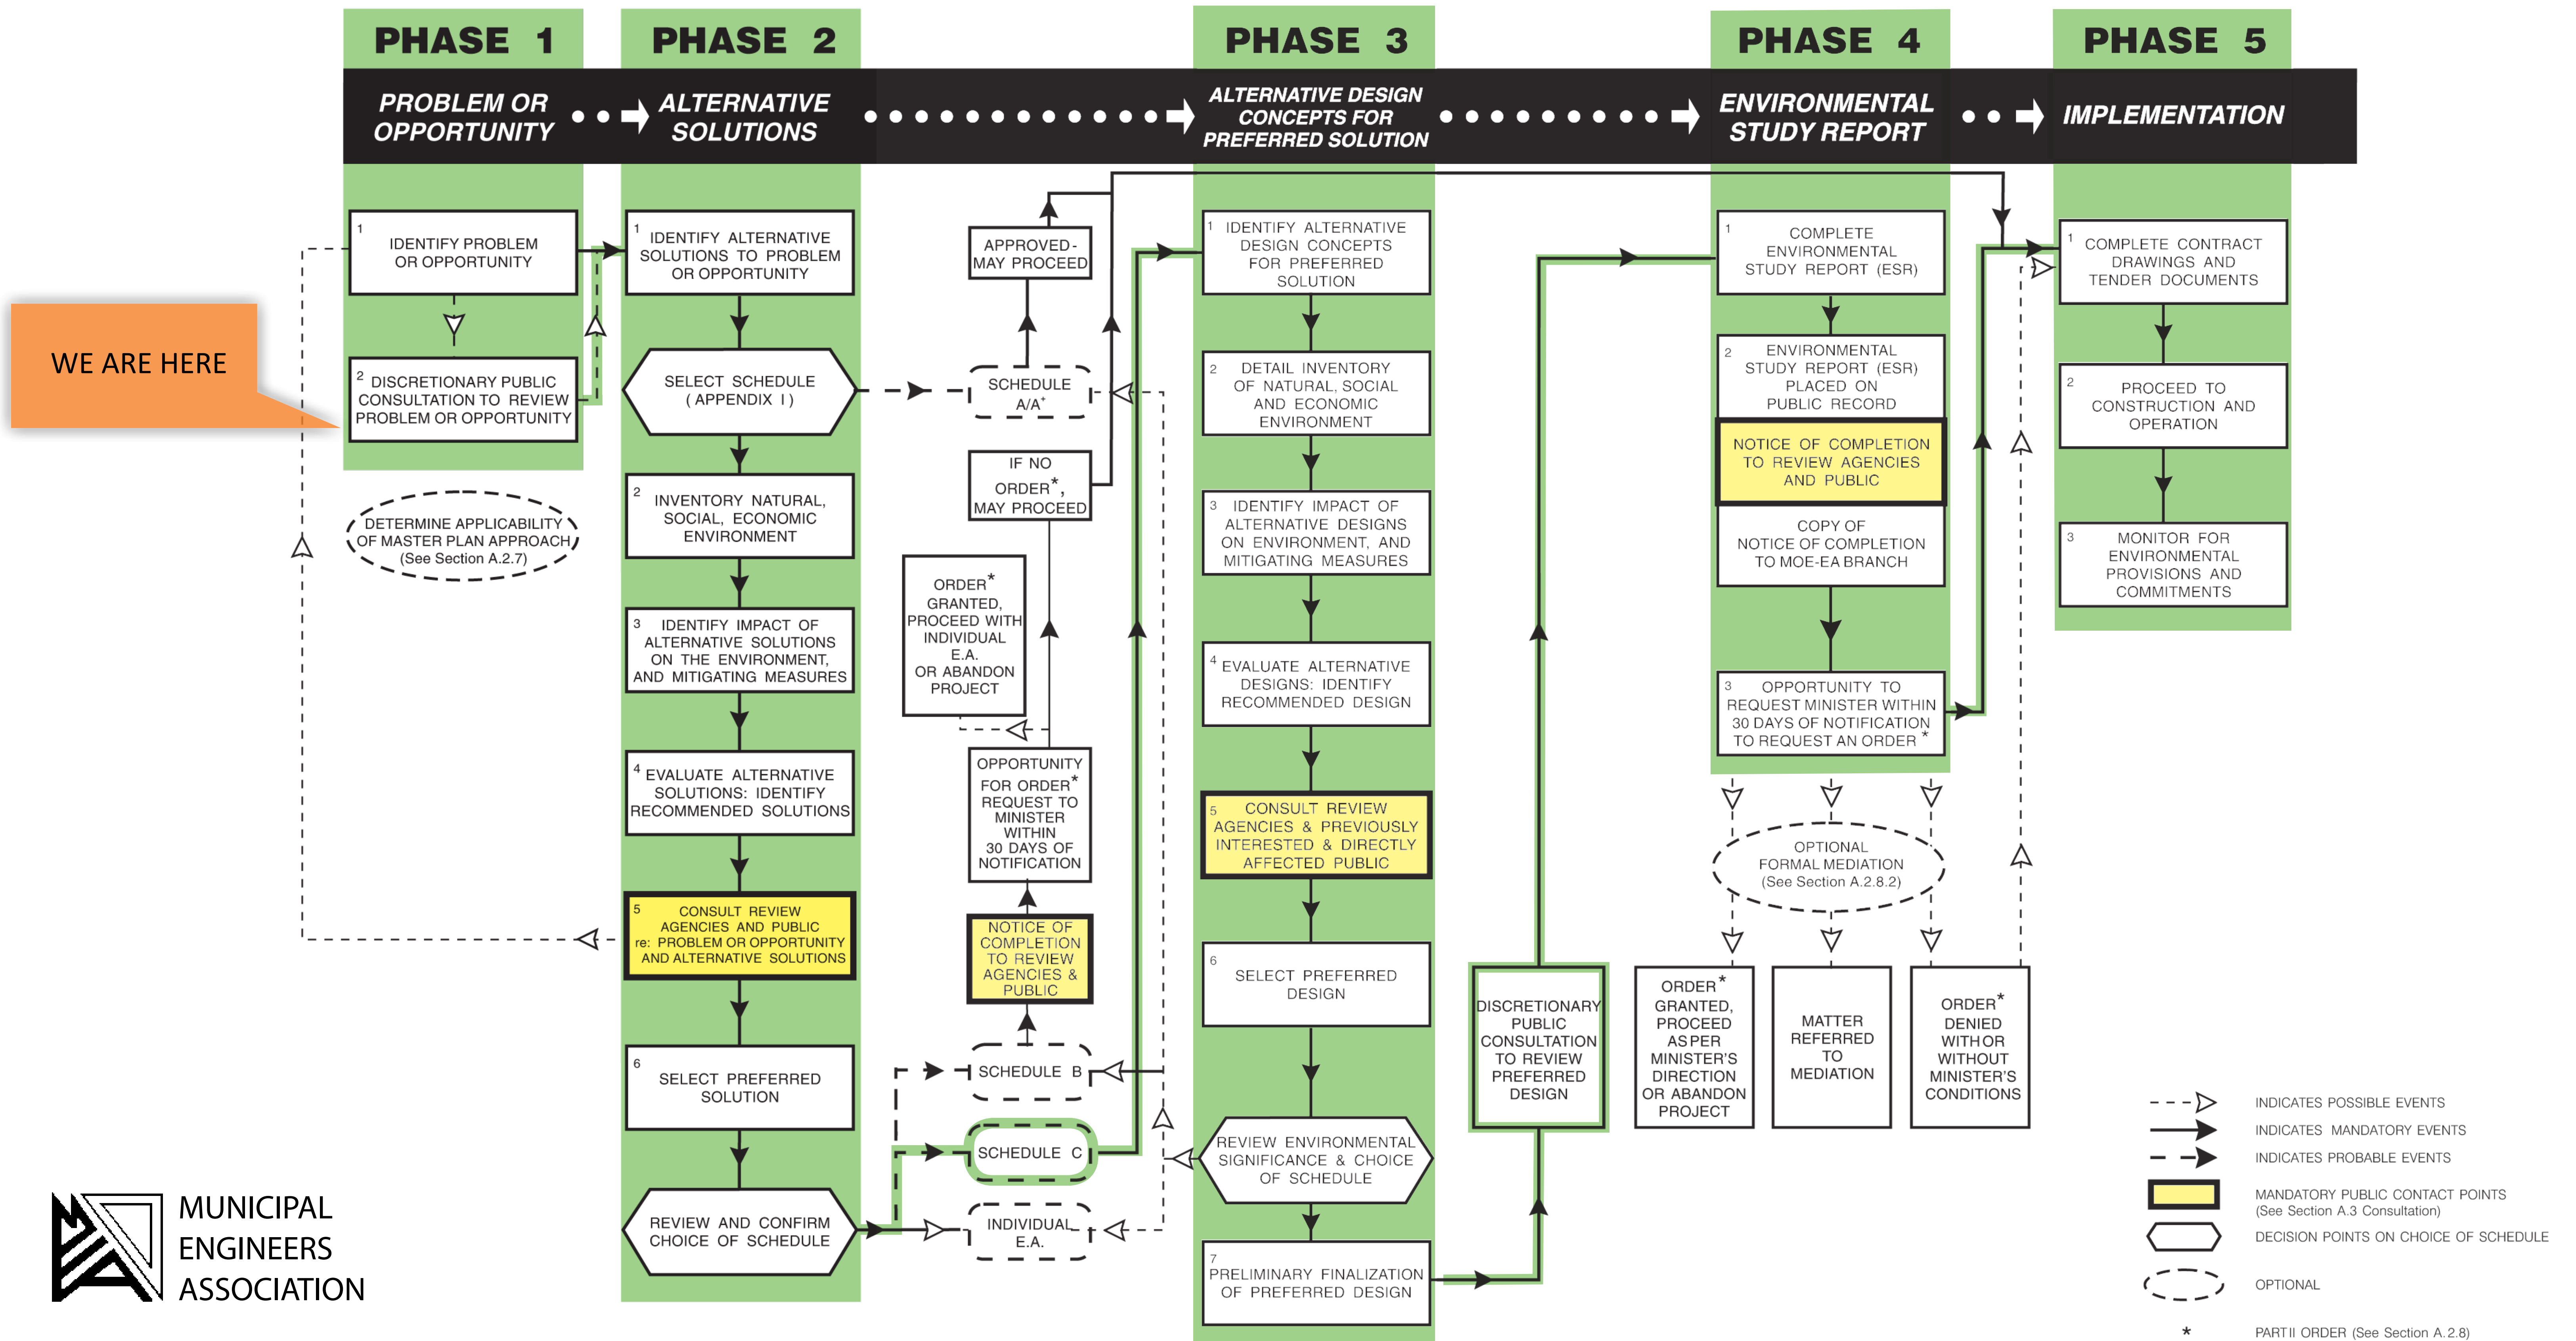 PHASE 1
PHASE 2
PHASE 3
PHASE 4
PHASE 5
PROBLEM OR
OPPORTUNITY
ALTERNATIVE
SOLUTIONS
ALTERNATIVE DESIGN
CONCEPTS FOR
PREFERRED SOLUTION
ENVIRONMENTAL
STUDY REPORT
IMPLEMENTATION
1
IDENTIFY PROBLEM
OR OPPORTUNITY
WE ARE HERE
2
DISCRETIONARY PUBLIC
CONSULTATION TO REVIEW
PROBLEM OR OPPORTUNITY
DETERMINE APPLICABILITY
OF MASTER PLAN APPROACH
(See Section A.2.7)
1
IDENTIFY ALTERNATIVE
SOLUTIONS TO PROBLEM
OR OPPORTUNITY
SELECT SCHEDULE
( APPENDIX I )
2
INVENTORY NATURAL,
SOCIAL, ECONOMIC
ENVIRONMENT
3
IDENTIFY IMPACT OF
ALTERNATIVE SOLUTIONS
ON THE ENVIRONMENT,
AND MITIGATING MEASURES
4
EVALUATE ALTERNATIVE
SOLUTIONS: IDENTIFY
RECOMMENDED SOLUTIONS
5
CONSULT REVIEW
AGENCIES AND PUBLIC
re: PROBLEM OR OPPORTUNITY
AND ALTERNATIVE SOLUTIONS
6
SELECT PREFERRED
SOLUTION
REVIEW AND CONFIRM
CHOICE OF SCHEDULE
APPROVED -
MAY PROCEED
SCHEDULE
A/A+
IF NO
ORDER*,
MAY PROCEED
ORDER*
GRANTED,
PROCEED WITH
INDIVIDUAL
E.A.
OR ABANDON
PROJECT
OPPORTUNITY
FOR ORDER*
REQUEST TO
MINISTER
WITHIN
30 DAYS OF
NOTIFICATION
NOTICE OF
COMPLETION
TO REVIEW
AGENCIES &
PUBLIC
SCHEDULE B
SCHEDULE C
INDIVIDUAL
E.A.
1
IDENTIFY ALTERNATIVE
DESIGN CONCEPTS
FOR PREFERRED
SOLUTION
2
DETAIL INVENTORY
OF NATURAL, SOCIAL
AND ECONOMIC
ENVIRONMENT
3
IDENTIFY IMPACT OF
ALTERNATIVE DESIGNS
ON ENVIRONMENT, AND
MITIGATING MEASURES
4
EVALUATE ALTERNATIVE
DESIGNS: IDENTIFY
RECOMMENDED DESIGN
5
CONSULT REVIEW
AGENCIES & PREVIOUSLY
INTERESTED & DIRECTLY
AFFECTED PUBLIC
6
SELECT PREFERRED
DESIGN
REVIEW ENVIRONMENTAL
SIGNIFICANCE & CHOICE
OF SCHEDULE
7
PRELIMINARY FINALIZATION
OF PREFERRED DESIGN
DISCRETIONARY
PUBLIC
CONSULTATION
TO REVIEW
PREFERRED
DESIGN
1
COMPLETE
ENVIRONMENTAL
STUDY REPORT (ESR)
2
ENVIRONMENTAL
STUDY REPORT (ESR)
PLACED ON
PUBLIC RECORD
NOTICE OF COMPLETION
TO REVIEW AGENCIES
AND PUBLIC
COPY OF
NOTICE OF COMPLETION
TO MOE-EA BRANCH
3
OPPORTUNITY TO
REQUEST MINISTER WITHIN
30 DAYS OF NOTIFICATION
TO REQUEST AN ORDER *
OPTIONAL
FORMAL MEDIATION
(See Section A.2.8.2)
ORDER*
GRANTED,
PROCEED
AS PER
MINISTER'S
DIRECTION
OR ABANDON
PROJECT
MATTER
REFERRED
TO
MEDIATION
ORDER*
DENIED
WITH OR
WITHOUT
MINISTER'S
CONDITIONS
1
COMPLETE CONTRACT
DRAWINGS AND
TENDER DOCUMENTS
2
PROCEED TO
CONSTRUCTION AND
OPERATION
3
MONITOR FOR
ENVIRONMENTAL
PROVISIONS AND
COMMITMENTS
INDICATES POSSIBLE EVENTS
INDICATES MANDATORY EVENTS
INDICATES PROBABLE EVENTS
MANDATORY PUBLIC CONTACT POINTS
(See Section A.3 Consultation)
DECISION POINTS ON CHOICE OF SCHEDULE
OPTIONAL
* PART II ORDER (See Section A.2.8)
MUNICIPAL
ENGINEERS
ASSOCIATION